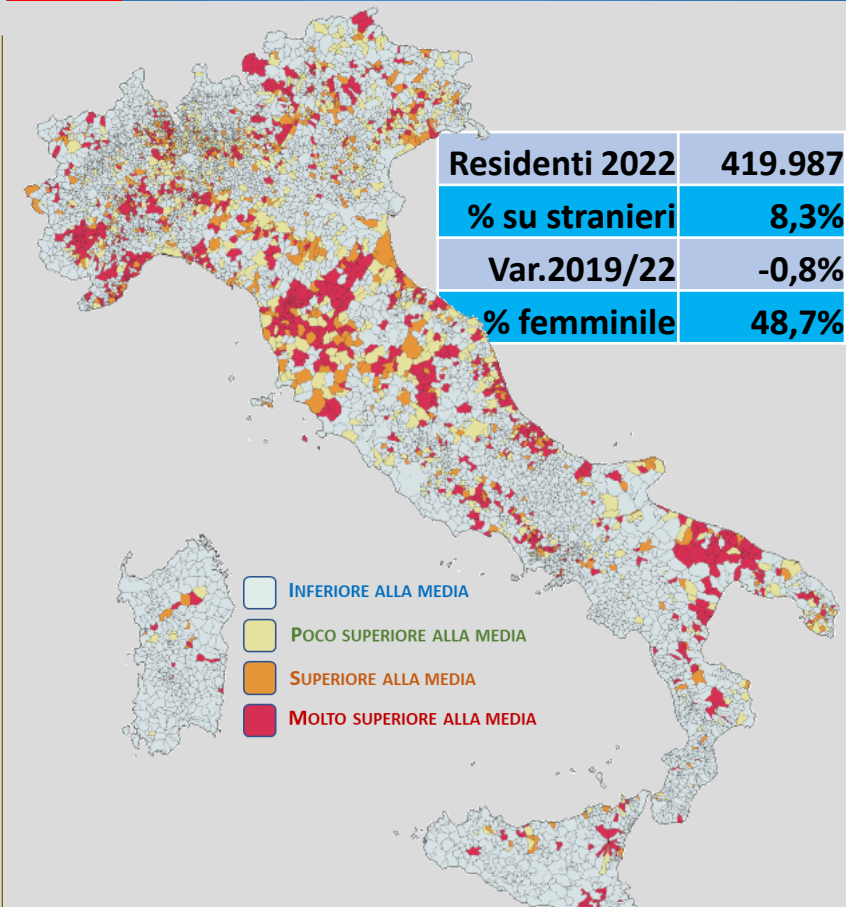 Residenti 2022 419.987
% su stranieri 8,3%
Var.2019/22 -0,8%
% femminile 48,7%
INFERIORE ALLA MEDIA
POCO SUPERIORE ALLA MEDIA
SUPERIORE ALLA MEDIA
MOLTO SUPERIORE ALLA MEDIA